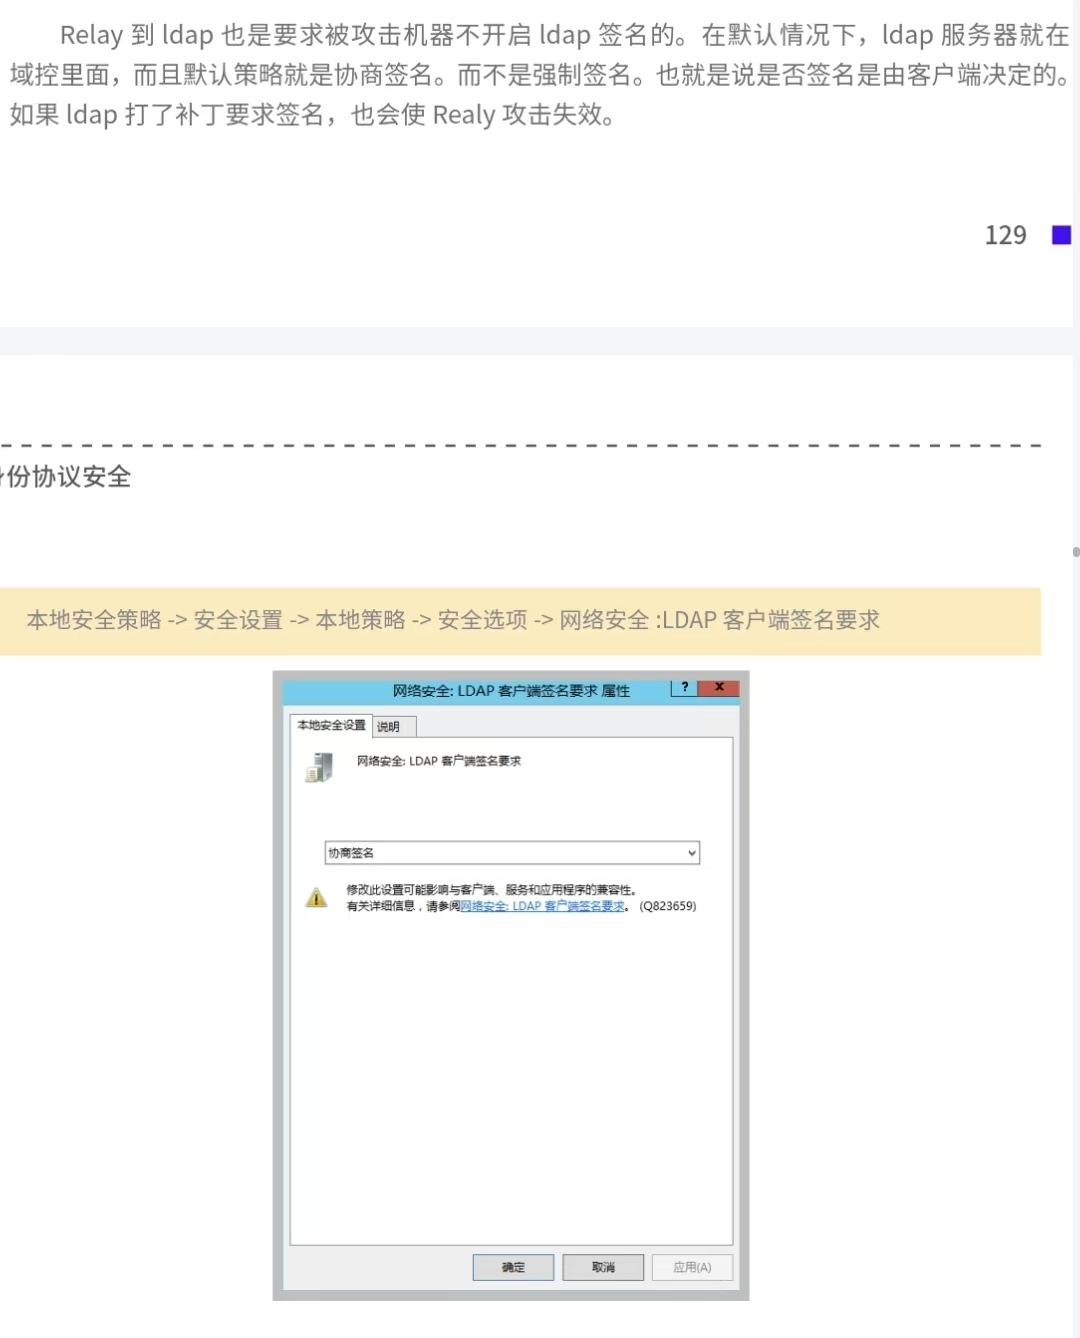 Relay 到 ldap 也是要求被攻击机器不开启 ldap 签名的。在默认情况下，ldap 服务器就在
域控里面，而且默认策略就是协商签名。而不是强制签名。也就是说是否签名是由客户端决定的。
如果 ldap 打了补丁要求签名，也会使 Realy 攻击失效。
129
份协议安全
本地安全策略 -> 安全设置 -> 本地策略 -> 安全选项 -> 网络安全 :LDAP 客户端签名要求
网络安全: LDAP 客户端签名要求 属性
? x
本地安全设置 说明
网络安全: LDAP 客户端签名要求
协商签名
修改此设置可能影响与客户端、服务和应用程序的兼容性。
有关详细信息，请参阅网络安全: LDAP 客户端签名要求。 (Q823659)
确定 取消 应用(A)